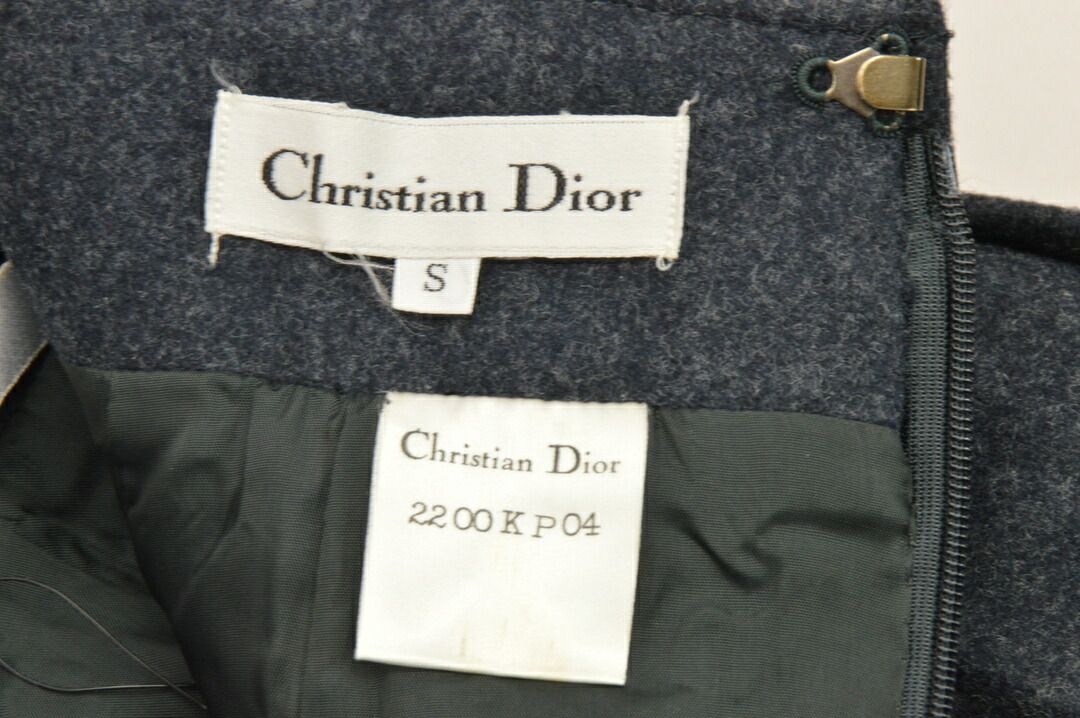 Christian Dior
S
Christian Dior
2200KP04